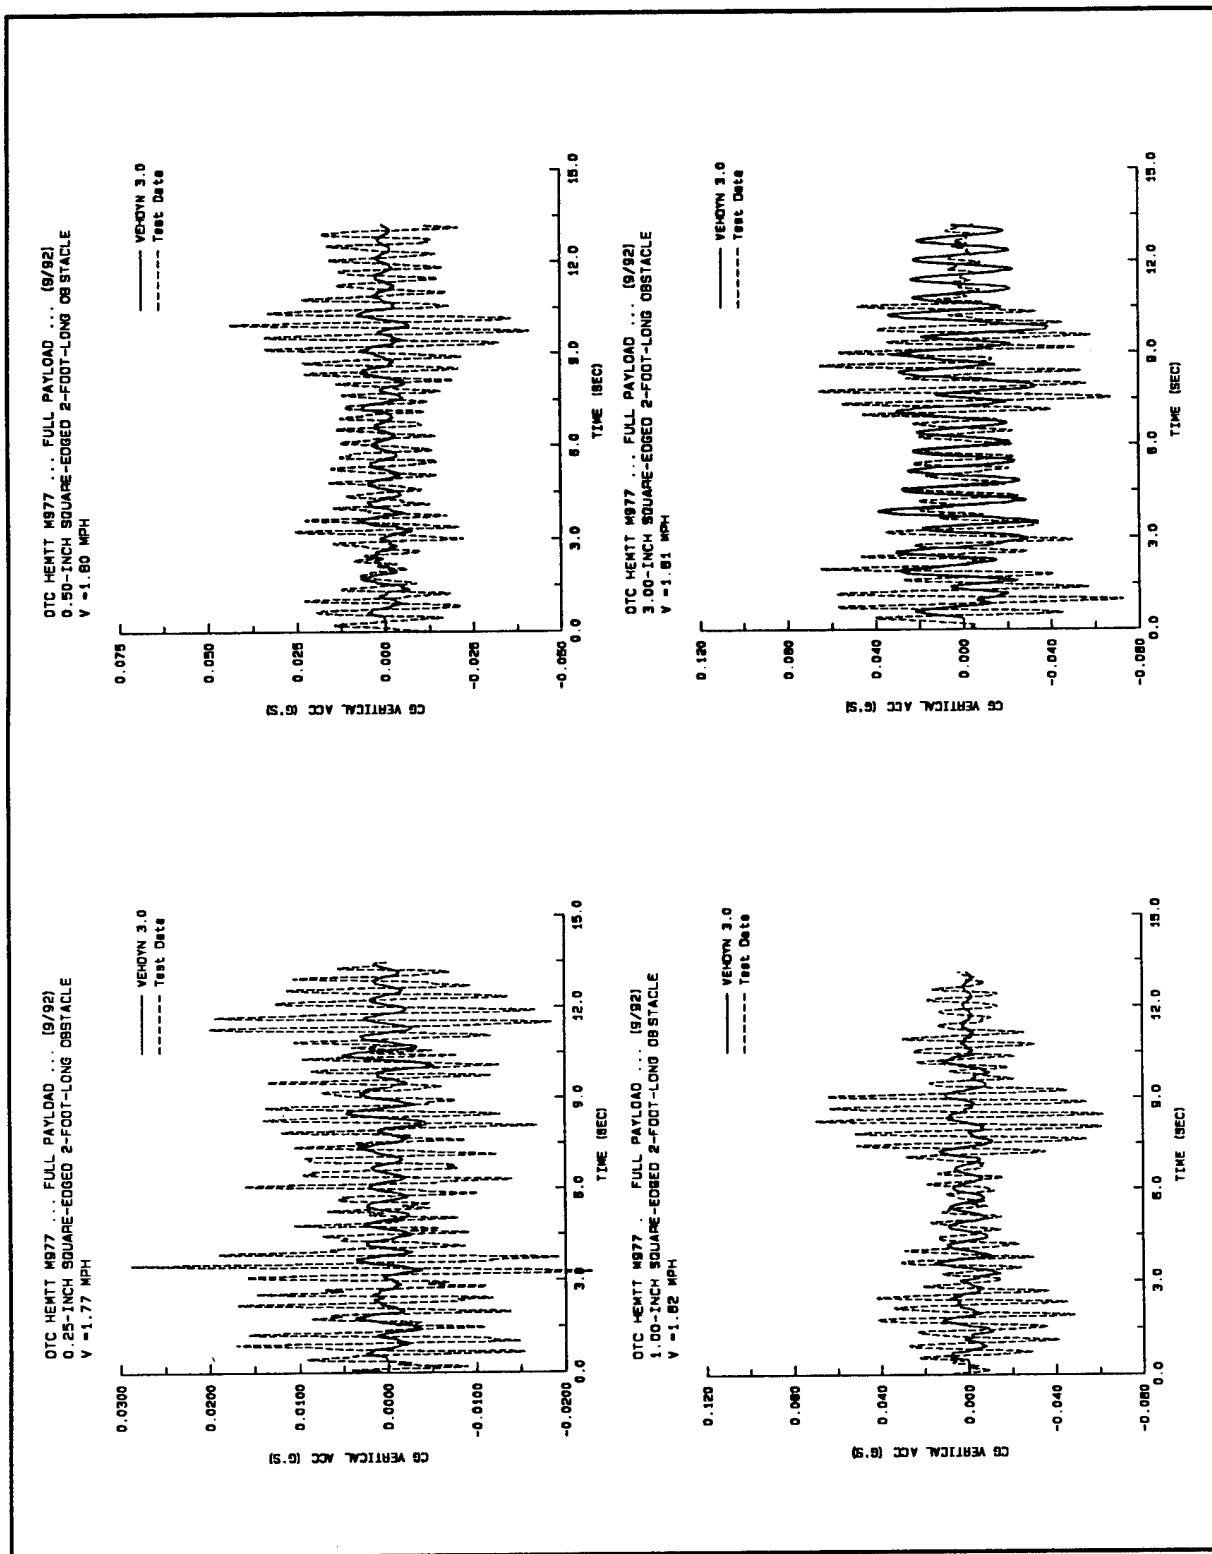 OTC HEMTT M977 ... FULL PAYLOAD ... (9/92)
0.25-INCH SQUARE-EDGED 2-FOOT-LONG OBSTACLE
V =1.77 MPH
VEHDYN 3.0
Test Data
0.0300
0.0200
0.0100
0.0000
-0.0100
-0.0200
CG VERTICAL ACC (G'S)
0.0
3.0
6.0
9.0
12.0
15.0
TIME (SEC)
OTC HEMTT M977 ... FULL PAYLOAD ... (9/92)
0.50-INCH SQUARE-EDGED 2-FOOT-LONG OBSTACLE
V =1.80 MPH
VEHDYN 3.0
Test Data
0.075
0.050
0.025
0.000
-0.025
-0.050
CG VERTICAL ACC (G'S)
0.0
3.0
6.0
9.0
12.0
15.0
TIME (SEC)
OTC HEMTT M977 . FULL PAYLOAD ... (9/92)
1.00-INCH SQUARE-EDGED 2-FOOT-LONG OBSTACLE
V =1.82 MPH
VEHDYN 3.0
Test Data
0.120
0.080
0.040
0.000
-0.040
-0.080
CG VERTICAL ACC (G'S)
0.0
3.0
6.0
9.0
12.0
15.0
TIME (SEC)
OTC HEMTT M977 ... FULL PAYLOAD ... (9/92)
3.00-INCH SQUARE-EDGED 2-FOOT-LONG OBSTACLE
V =1.81 MPH
VEHDYN 3.0
Test Data
0.120
0.080
0.040
0.000
-0.040
-0.080
CG VERTICAL ACC (G'S)
0.0
3.0
6.0
9.0
12.0
15.0
TIME (SEC)